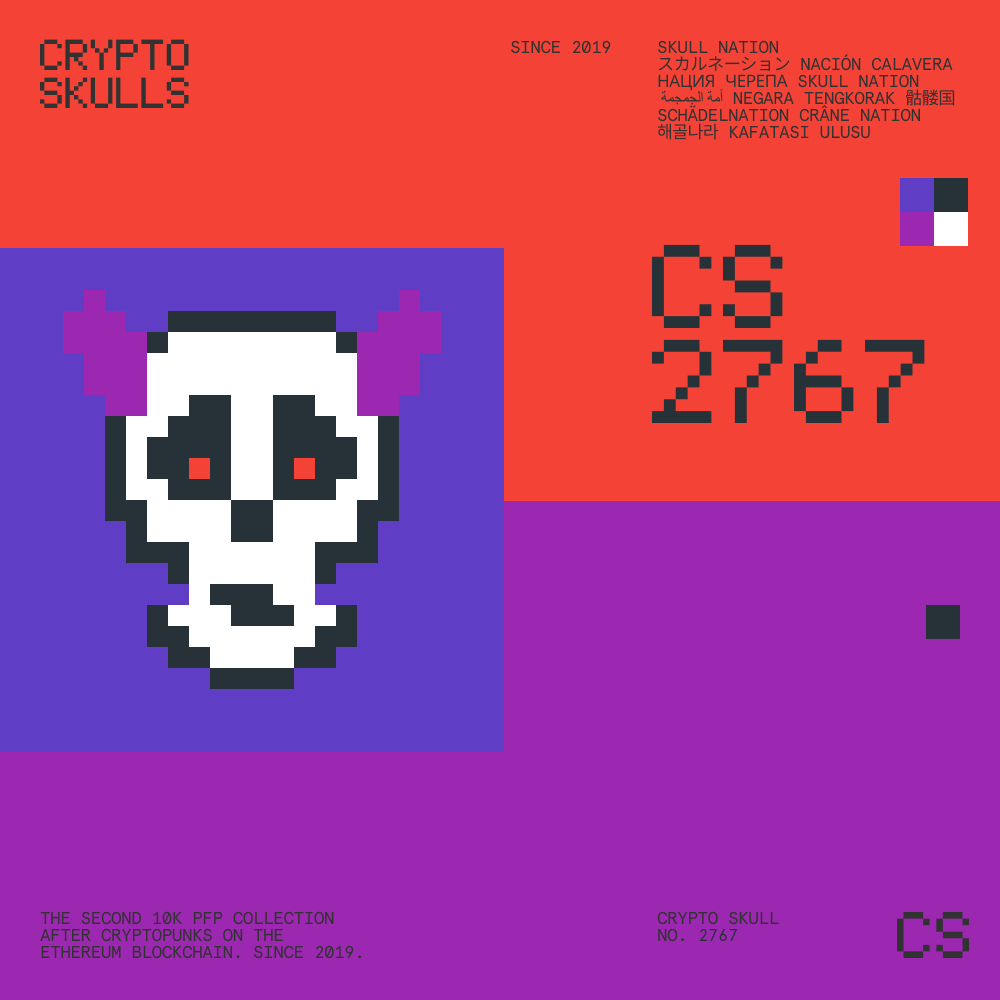 CRYPTO
SKULLS
SINCE 2019
SKULL NATION
スカルネーション NACIÓN CALAVERA
НАЦИЯ ЧЕРЕПА SKULL NATION
أمة الجمجمة NEGARA TENGKORAK 骷髅国
SCHÄDELNATION CRÂNE NATION
해골나라 KAFATASI ULUSU
CS
2767
THE SECOND 10K PFP COLLECTION
AFTER CRYPTOPUNKS ON THE
ETHEREUM BLOCKCHAIN. SINCE 2019.
CRYPTO SKULL
NO. 2767
CS